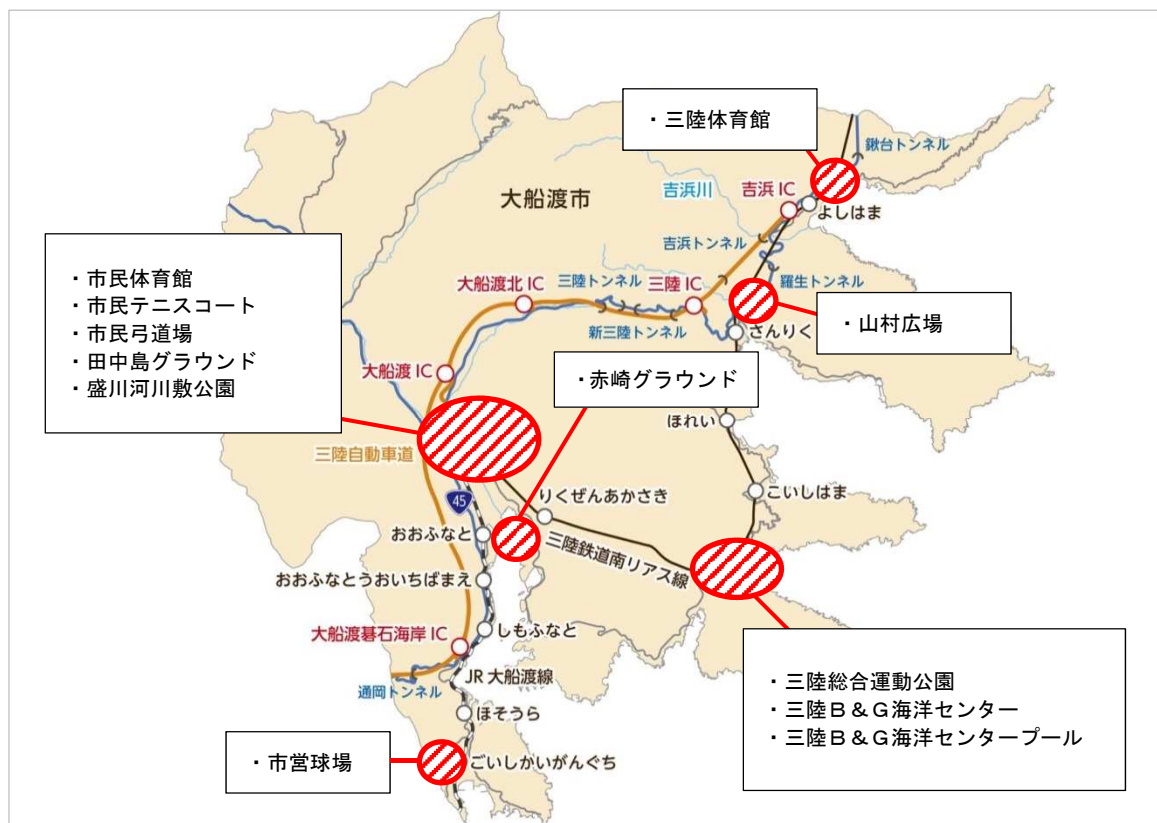 ・三陸体育館
鍬台トンネル
吉浜川
吉浜 IC
よしはま
大船渡市
吉浜トンネル
・市民体育館
・市民テニスコート
・市民弓道場
・田中島グラウンド
・盛川河川敷公園
大船渡北 IC
三陸トンネル
三陸 IC
羅生トンネル
新三陸トンネル
さんりく
・山村広場
大船渡 IC
・赤崎グラウンド
ほれい
三陸自動車道
45
りくぜんあかさき
こいしはま
おおふなと
三陸鉄道南リアス線
おおふなとうおいちばまえ
大船渡碁石海岸 IC
しもふなと
JR 大船渡線
通岡トンネル
ほそうら
・三陸総合運動公園
・三陸B&G海洋センター
・三陸B&G海洋センタープール
・市営球場
ごいしかいがんぐち